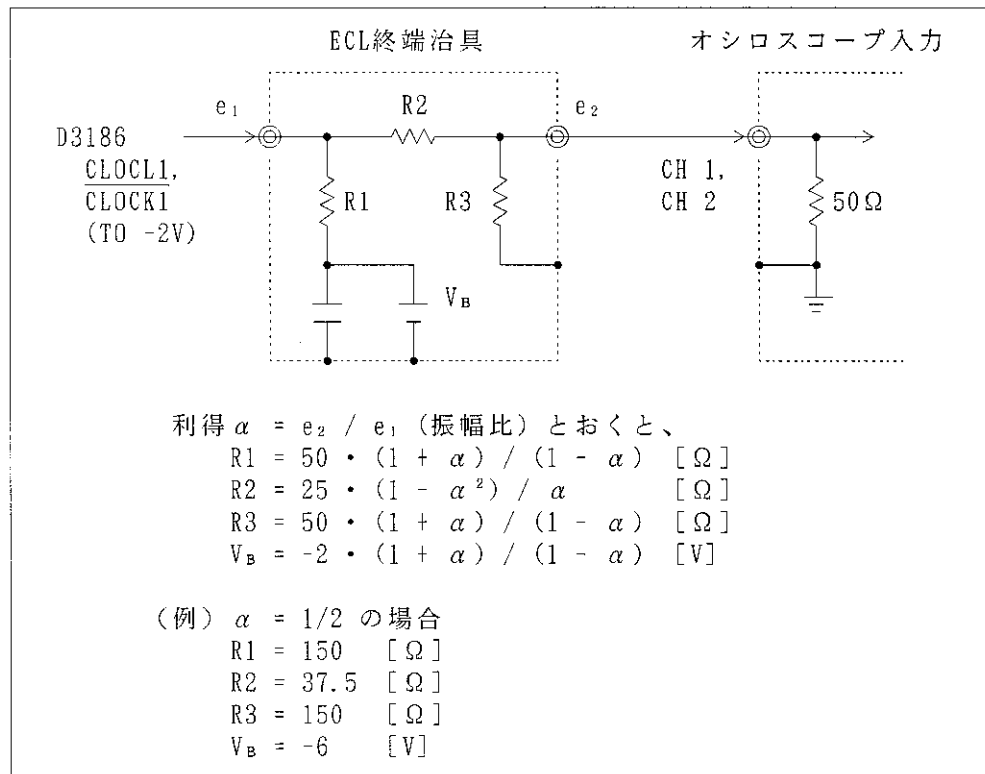 ECL終端治具
オシロスコープ入力
e₁
R2
e₂
D3186
CLOCL1,
CLOCK1
(TO -2V)
R1
R3
CH 1,
CH 2
50Ω
V_B
利得 α = e₂ / e₁ (振幅比) とおくと、
R1 = 50 • (1 + α) / (1 - α) [Ω]
R2 = 25 • (1 - α²) / α [Ω]
R3 = 50 • (1 + α) / (1 - α) [Ω]
V_B = -2 • (1 + α) / (1 - α) [V]
(例) α = 1/2 の場合
R1 = 150 [Ω]
R2 = 37.5 [Ω]
R3 = 150 [Ω]
V_B = -6 [V]